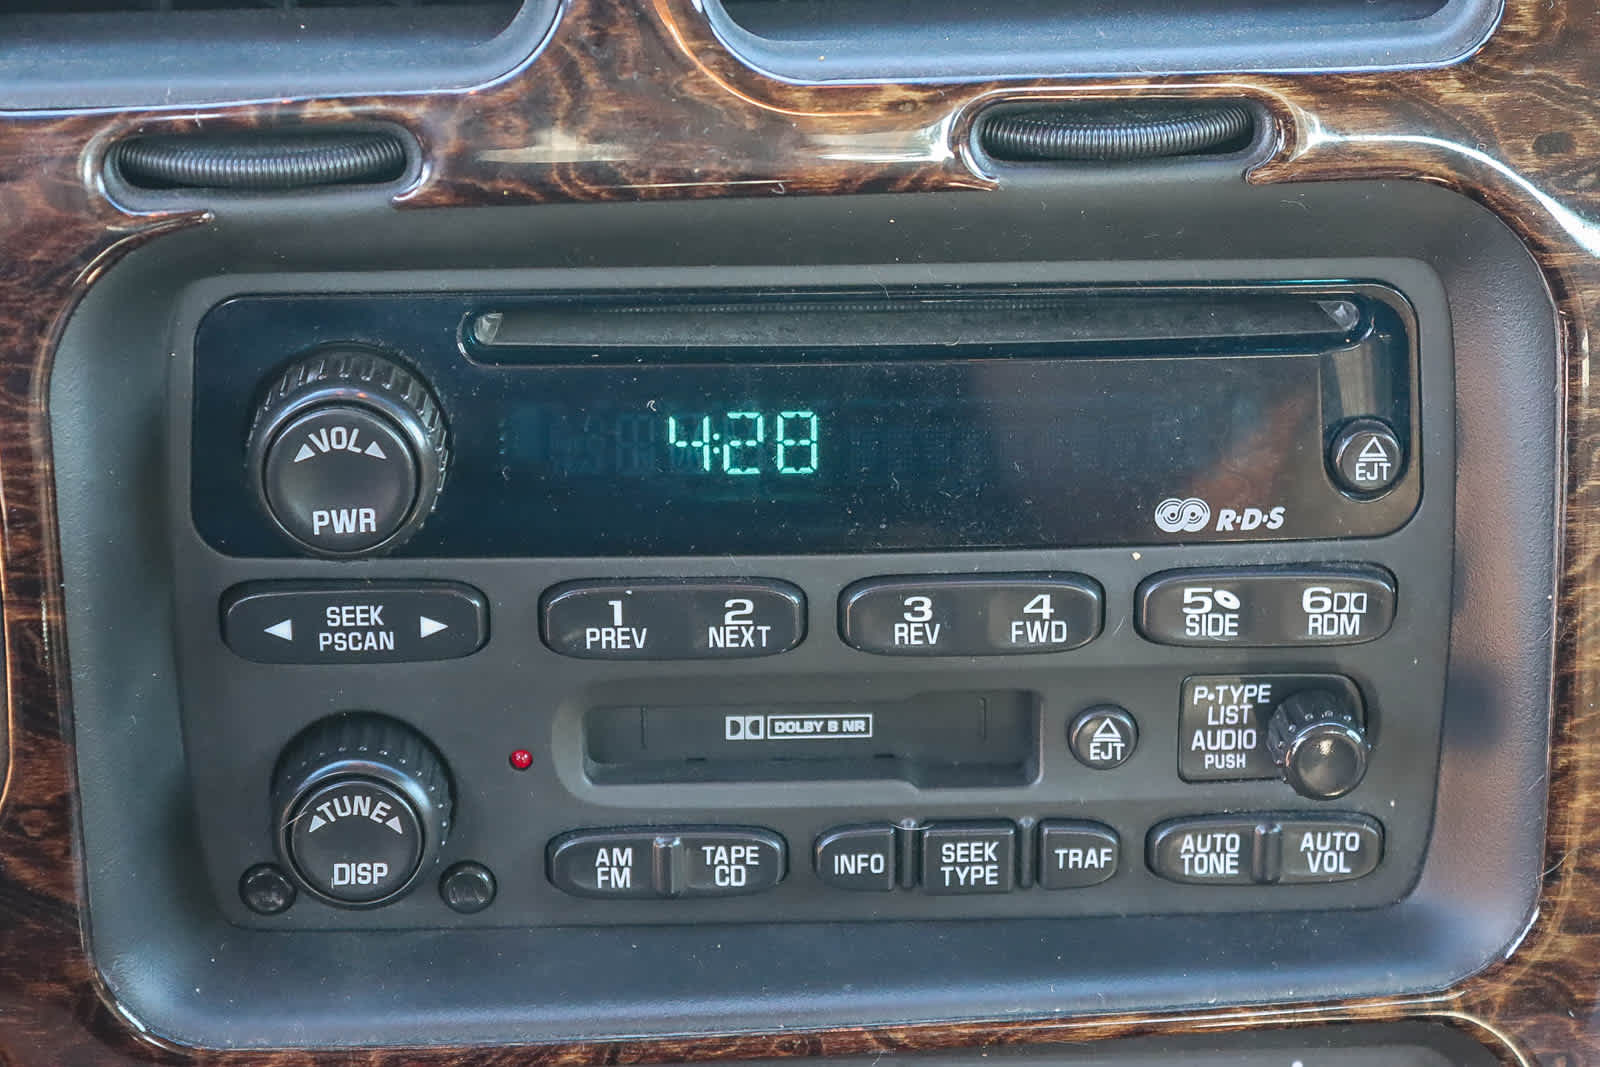 4:28
VOL
PWR
EJT
R·D·S
SEEK
PSCAN
1
PREV
2
NEXT
3
REV
4
FWD
5
SIDE
6
RDM
DOLBY B NR
EJT
P•TYPE
LIST
AUDIO
PUSH
TUNE
DISP
AM
FM
TAPE
CD
INFO
SEEK
TYPE
TRAF
AUTO
TONE
AUTO
VOL